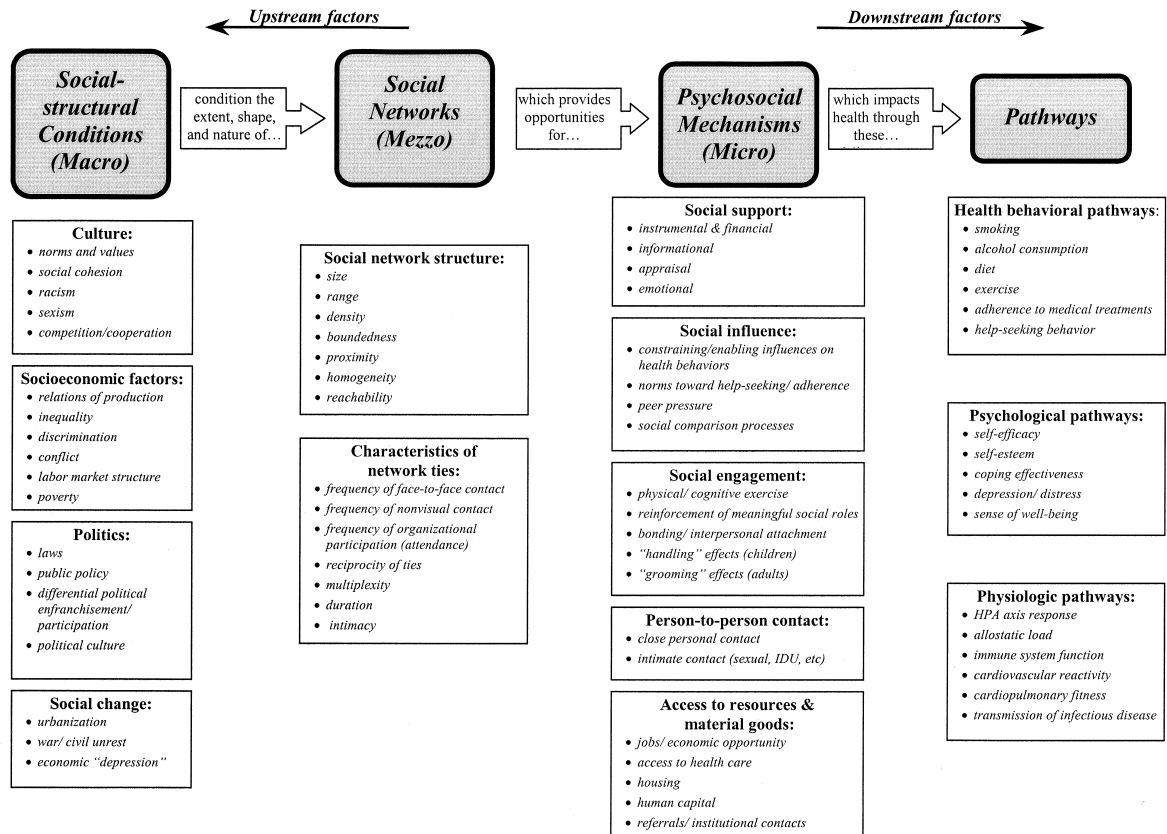 Upstream factors
Downstream factors
Social-
structural
Conditions
(Macro)
condition the
extent, shape,
and nature of…
Social
Networks
(Mezzo)
which provides
opportunities
for…
Psychosocial
Mechanisms
(Micro)
which impacts
health through
these…
Pathways
Culture:
• norms and values
• social cohesion
• racism
• sexism
• competition/cooperation
Socioeconomic factors:
• relations of production
• inequality
• discrimination
• conflict
• labor market structure
• poverty
Politics:
• laws
• public policy
• differential political
enfranchisement/
participation
• political culture
Social change:
• urbanization
• war/ civil unrest
• economic “depression”
Social network structure:
• size
• range
• density
• boundedness
• proximity
• homogeneity
• reachability
Characteristics of
network ties:
• frequency of face-to-face contact
• frequency of nonvisual contact
• frequency of organizational
participation (attendance)
• reciprocity of ties
• multiplexity
• duration
• intimacy
Social support:
• instrumental & financial
• informational
• appraisal
• emotional
Social influence:
• constraining/enabling influences on
health behaviors
• norms toward help-seeking/ adherence
• peer pressure
• social comparison processes
Social engagement:
• physical/ cognitive exercise
• reinforcement of meaningful social roles
• bonding/ interpersonal attachment
• “handling” effects (children)
• “grooming” effects (adults)
Person-to-person contact:
• close personal contact
• intimate contact (sexual, IDU, etc)
Access to resources &
material goods:
• jobs/ economic opportunity
• access to health care
• housing
• human capital
• referrals/ institutional contacts
Health behavioral pathways:
• smoking
• alcohol consumption
• diet
• exercise
• adherence to medical treatments
• help-seeking behavior
Psychological pathways:
• self-efficacy
• self-esteem
• coping effectiveness
• depression/ distress
• sense of well-being
Physiologic pathways:
• HPA axis response
• allostatic load
• immune system function
• cardiovascular reactivity
• cardiopulmonary fitness
• transmission of infectious disease